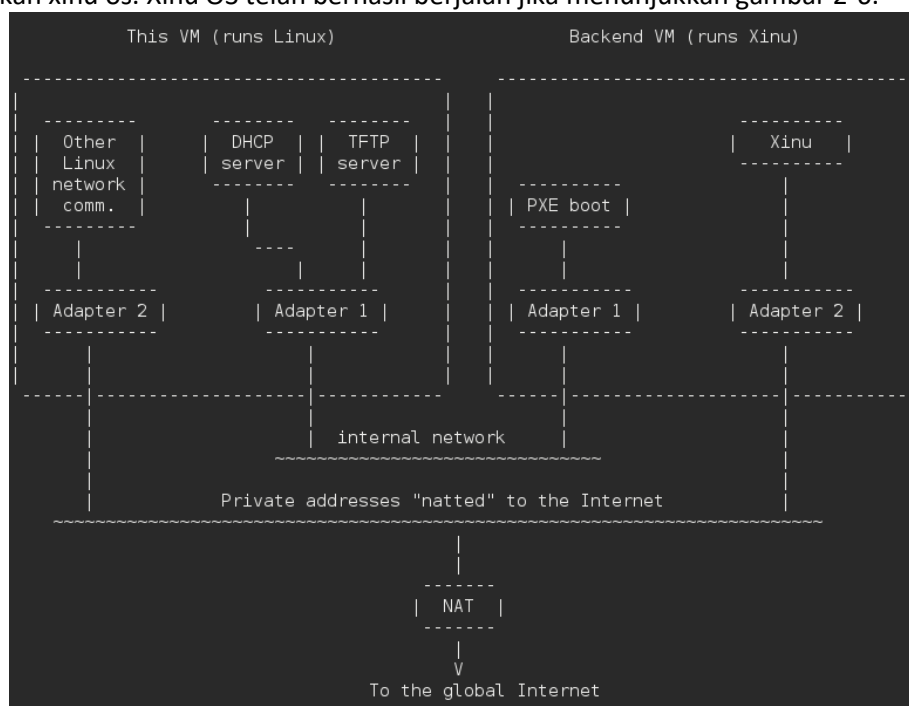 kan xinu os. Xinu OS telah berhasil berjalan jika menunjukkan gambar 2-6.
This VM (runs Linux) Backend VM (runs Xinu)
Other DHCP TFTP Xinu
Linux server server
network
comm. PXE boot
Adapter 2 Adapter 1 Adapter 1 Adapter 2
internal network
Private addresses "natted" to the Internet
NAT
V
To the global Internet